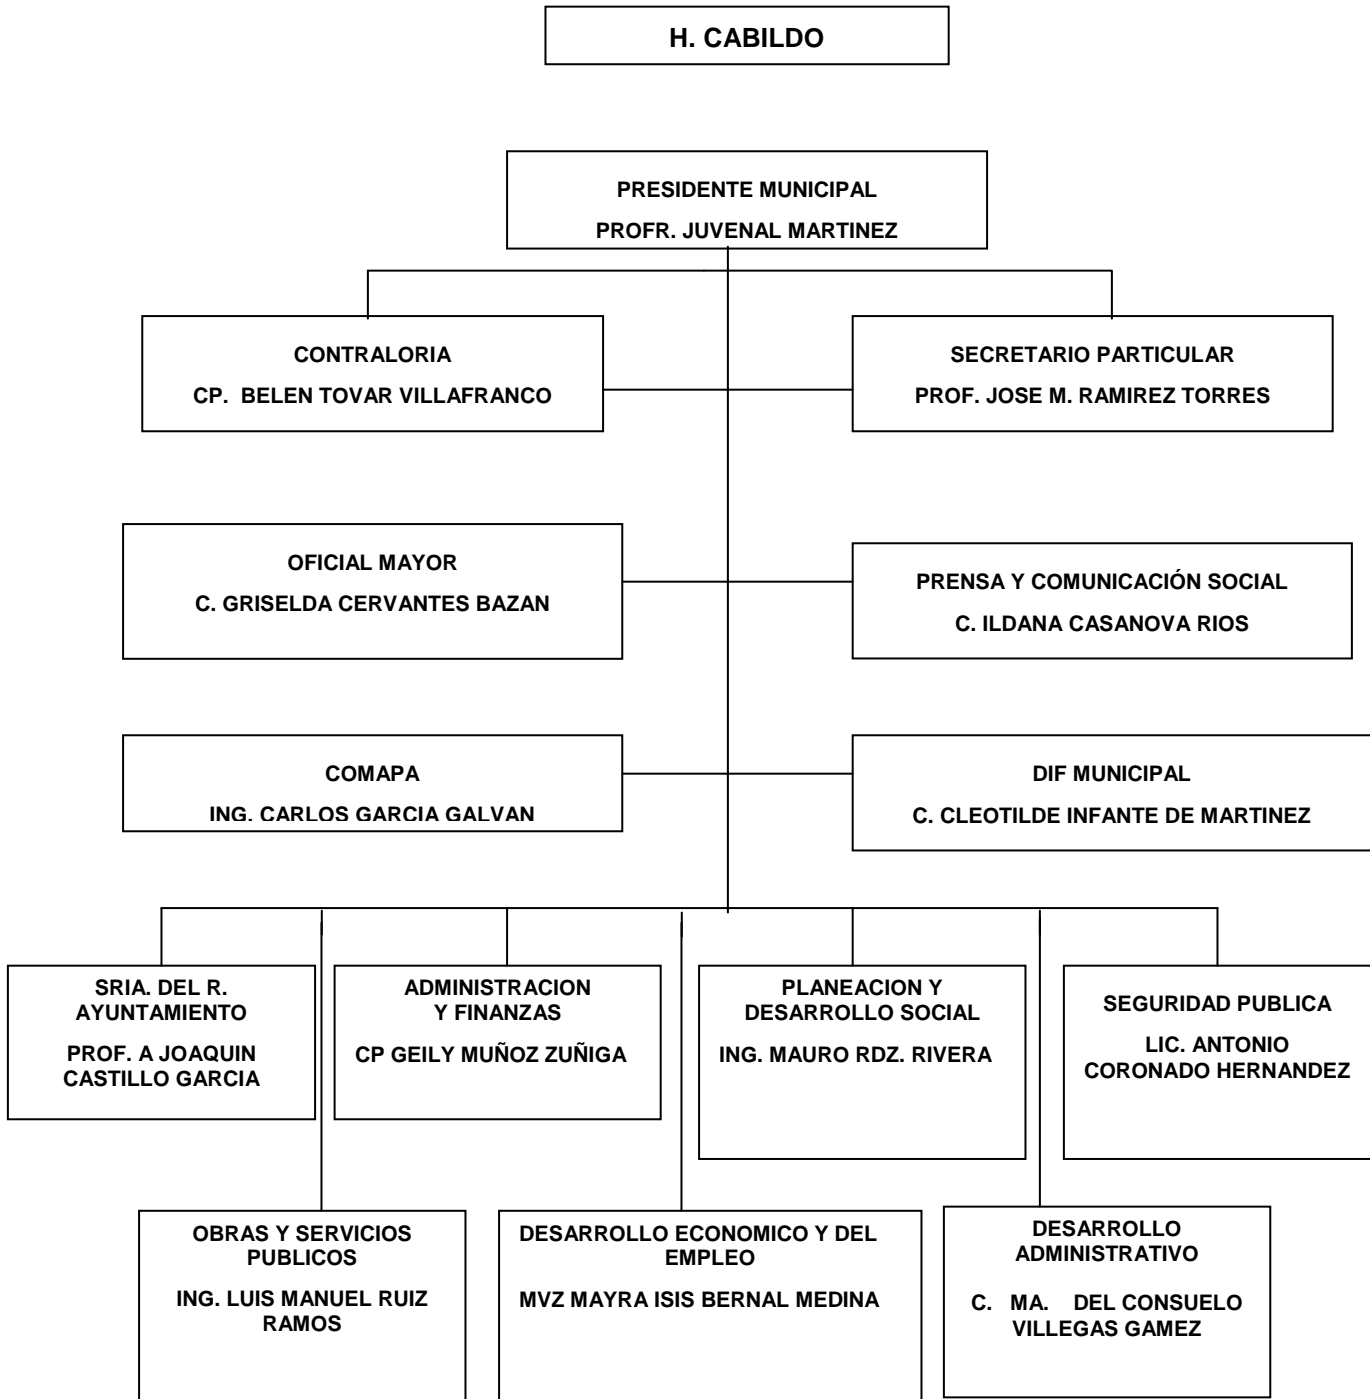 H. CABILDO
PRESIDENTE MUNICIPAL
PROFR. JUVENAL MARTINEZ
CONTRALORIA
CP. BELEN TOVAR VILLAFRANCO
SECRETARIO PARTICULAR
PROF. JOSE M. RAMIREZ TORRES
OFICIAL MAYOR
C. GRISELDA CERVANTES BAZAN
PRENSA Y COMUNICACIÓN SOCIAL
C. ILDANA CASANOVA RIOS
COMAPA
ING. CARLOS GARCIA GALVAN
DIF MUNICIPAL
C. CLEOTILDE INFANTE DE MARTINEZ
SRIA. DEL R.
AYUNTAMIENTO
PROF. A JOAQUIN
CASTILLO GARCIA
ADMINISTRACION
Y FINANZAS
CP GEILY MUÑOZ ZUÑIGA
PLANEACION Y
DESARROLLO SOCIAL
ING. MAURO RDZ. RIVERA
SEGURIDAD PUBLICA
LIC. ANTONIO
CORONADO HERNANDEZ
OBRAS Y SERVICIOS
PUBLICOS
ING. LUIS MANUEL RUIZ
RAMOS
DESARROLLO ECONOMICO Y DEL
EMPLEO
MVZ MAYRA ISIS BERNAL MEDINA
DESARROLLO
ADMINISTRATIVO
C. MA. DEL CONSUELO
VILLEGAS GAMEZ